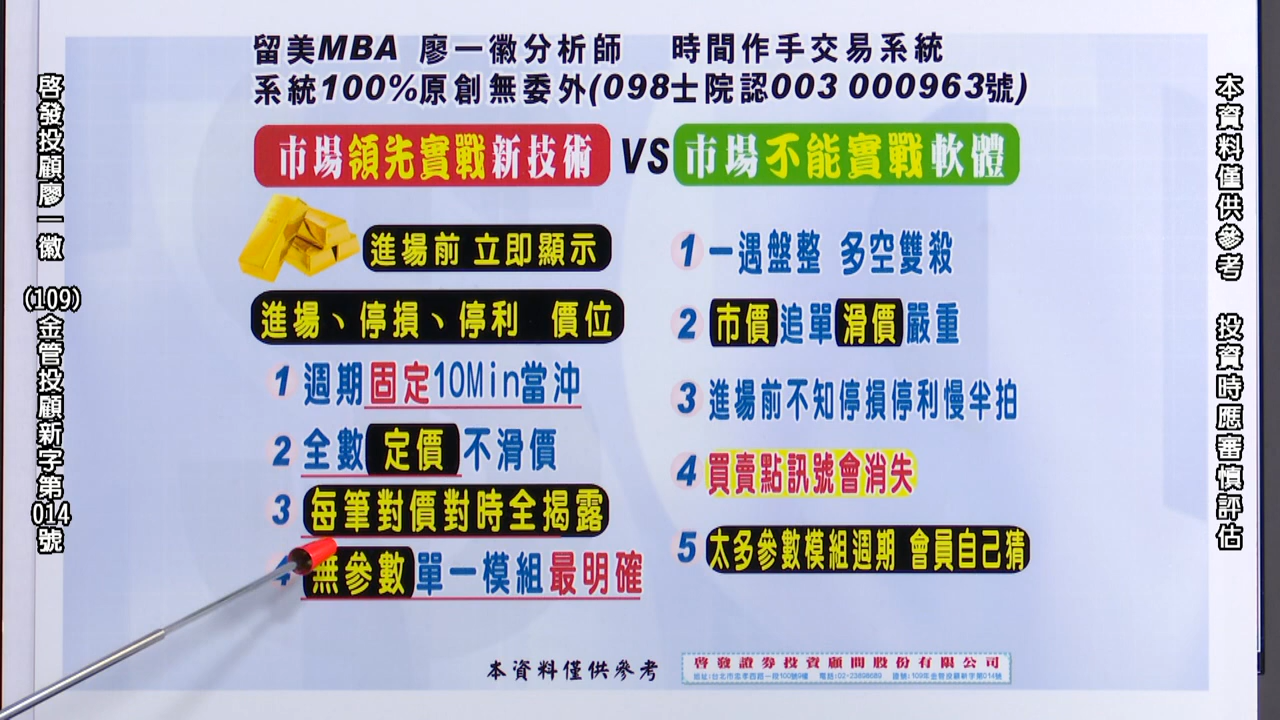 留美MBA 廖一徽分析師 時間作手交易系統
系統100%原創無委外(098士院認003 000963號)
市場領先實戰新技術 VS 市場不能實戰軟體
進場前 立即顯示
進場、停損、停利 價位
1 週期固定10Min當沖
2 全數定價不滑價
3 每筆對價對時全揭露
4 無參數單一模組最明確
1 一遇盤整 多空雙殺
2 市價追單滑價嚴重
3 進場前不知停損停利慢半拍
4 買賣點訊號會消失
5 太多參數模組週期 會員自己猜
本資料僅供參考
啓發證券投資顧問股份有限公司
啓發投顧廖一徽 (109)金管投顧新字第014號
本資料僅供參考 投資時應審慎評估